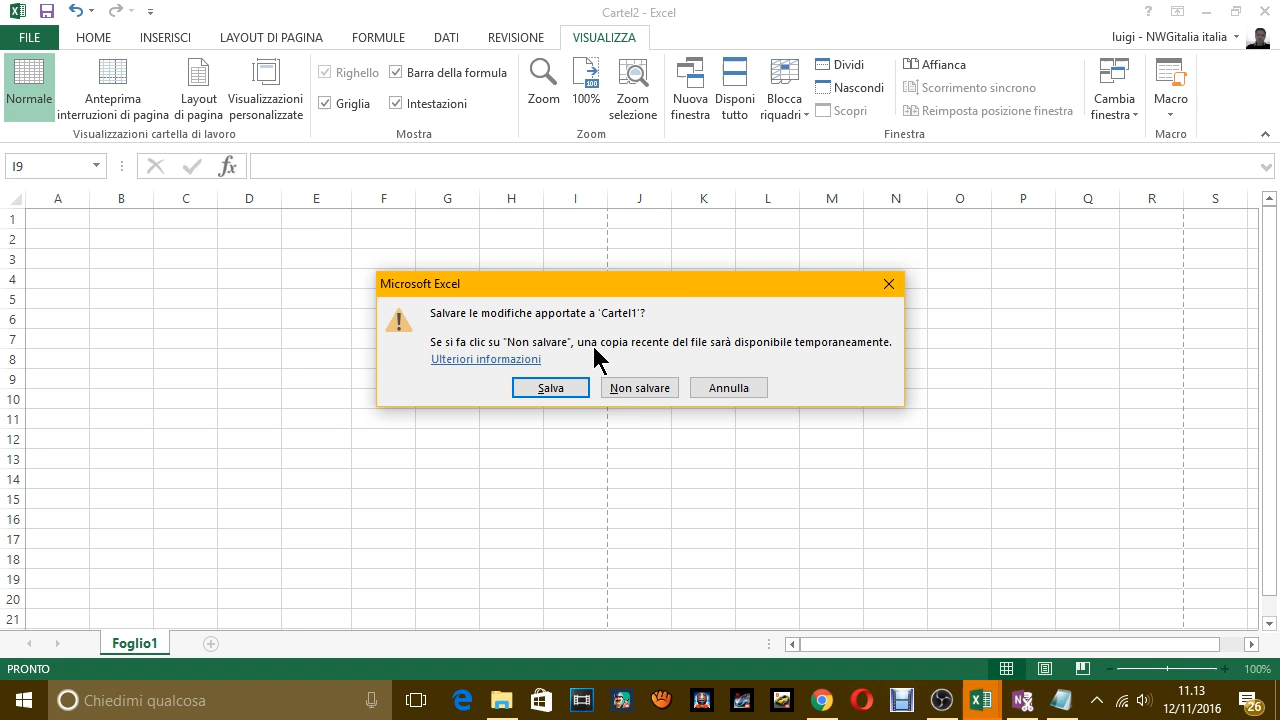 Cartel2 - Excel
FILE HOME INSERISCI LAYOUT DI PAGINA FORMULE DATI REVISIONE VISUALIZZA luigi - NWGitalia italia
Normale
Anteprima interruzioni di pagina
Layout di pagina
Visualizzazioni personalizzate
Visualizzazioni cartella di lavoro
Righello
Barra della formula
Griglia
Intestazioni
Mostra
Zoom
100%
Zoom selezione
Zoom
Nuova finestra
Disponi tutto
Blocca riquadri
Dividi
Nascondi
Scopri
Affianca
Scorrimento sincrono
Reimposta posizione finestra
Finestra
Cambia finestra
Macro
Macro
I9
fx
A B C D E F G H I J K L M N O P Q R S
1
2
3
4
5
6
7
8
9
10
11
12
13
14
15
16
17
18
19
20
21
Microsoft Excel
Salvare le modifiche apportate a 'Cartel1'?
Se si fa clic su "Non salvare", una copia recente del file sarà disponibile temporaneamente.
Ulteriori informazioni
Salva Non salvare Annulla
Foglio1
PRONTO 100%
Chiedimi qualcosa
11.13
12/11/2016
26